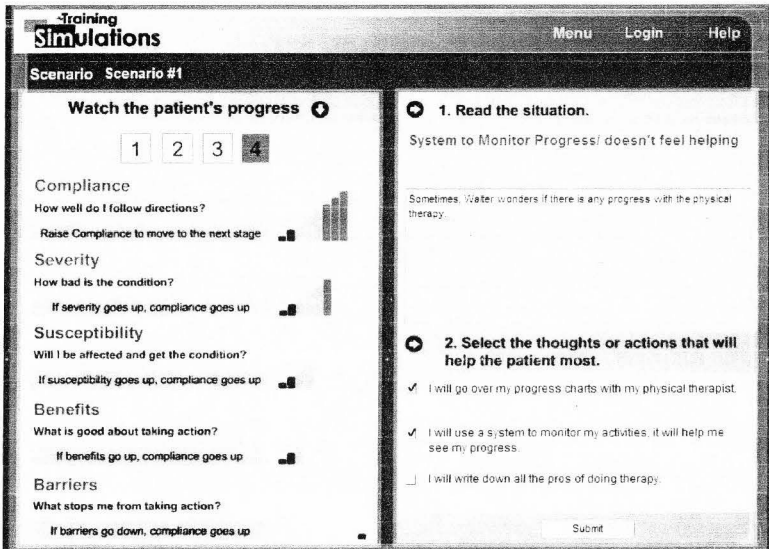 Training
Simulations
Menu Login Help
Scenario Scenario #1
Watch the patient's progress
1 2 3 4
Compliance
How well do I follow directions?
Raise Compliance to move to the next stage
Severity
How bad is the condition?
If severity goes up, compliance goes up
Susceptibility
Will I be affected and get the condition?
If susceptibility goes up, compliance goes up
Benefits
What is good about taking action?
If benefits go up, compliance goes up
Barriers
What stops me from taking action?
If barriers go down, compliance goes up
1. Read the situation.
System to Monitor Progress/ doesn't feel helping
Sometimes, Walter wonders if there is any progress with the physical
therapy.
2. Select the thoughts or actions that will
help the patient most.
I will go over my progress charts with my physical therapist.
I will use a system to monitor my activities, it will help me
see my progress.
I will write down all the pros of doing therapy.
Submit